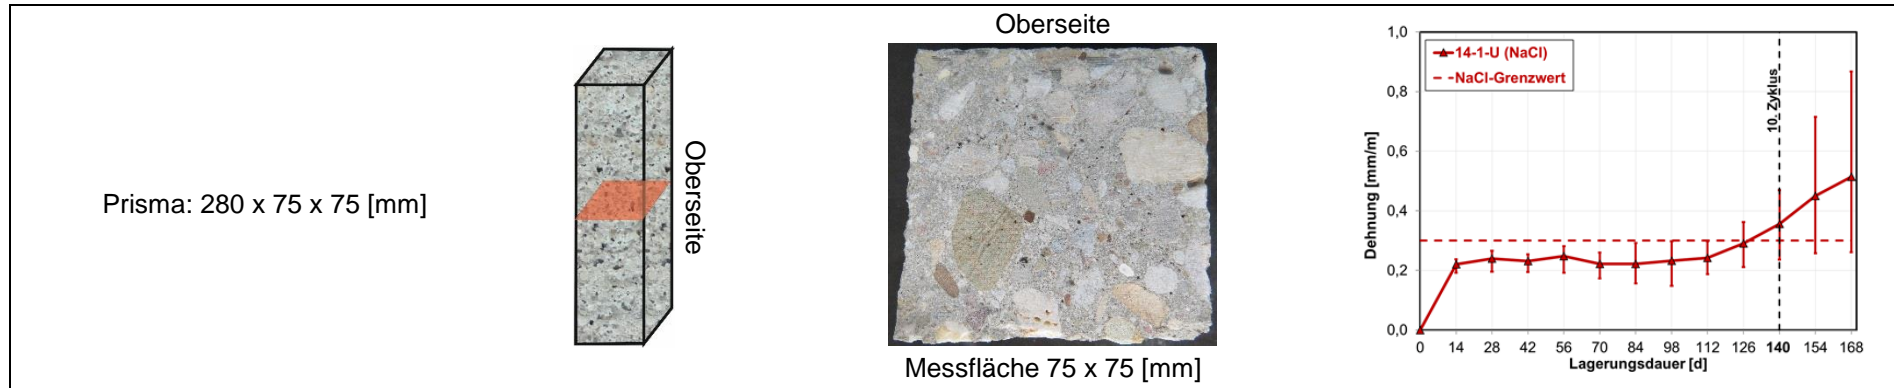 Prisma: 280 x 75 x 75 [mm]
Oberseite
Oberseite
Messfläche 75 x 75 [mm]
1,0
0,8
0,6
0,4
0,2
0,0
Dehnung [mm/m]
14-1-U (NaCl)
NaCl-Grenzwert
10. Zyklus
0 14 28 42 56 70 84 98 112 126 140 154 168
Lagerungsdauer [d]